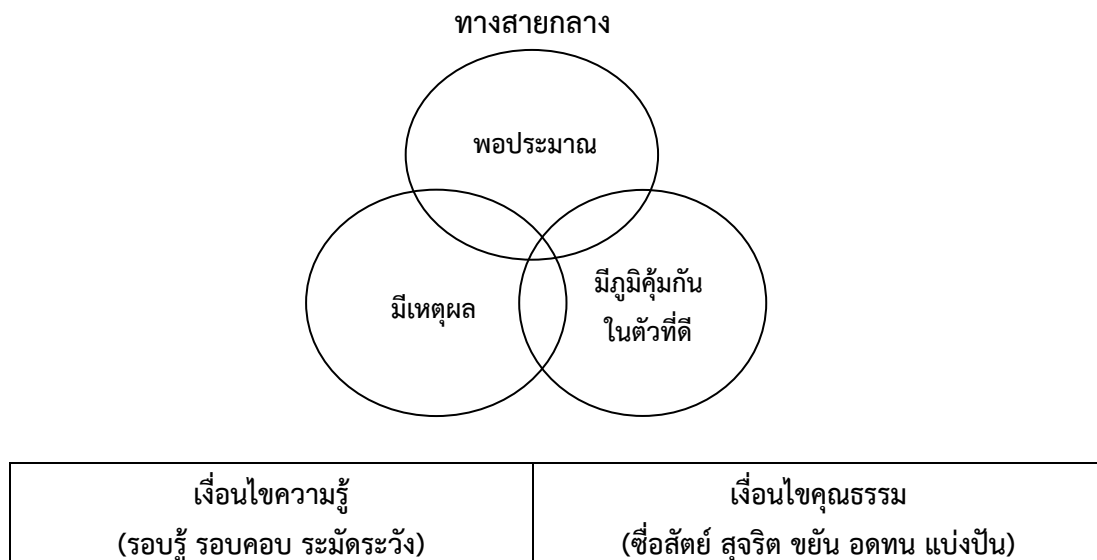 ทางสายกลาง
พอประมาณ
มีเหตุผล
มีภูมิคุ้มกัน
ในตัวที่ดี
เงื่อนไขความรู้
(รอบรู้ รอบคอบ ระมัดระวัง)
เงื่อนไขคุณธรรม
(ซื่อสัตย์ สุจริต ขยัน อดทน แบ่งปัน)